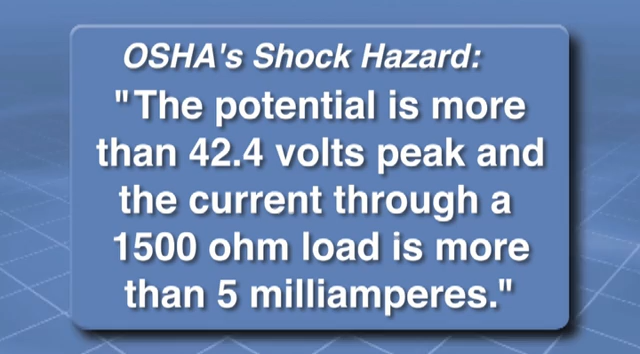 OSHA's Shock Hazard:
"The potential is more
than 42.4 volts peak and
the current through a
1500 ohm load is more
than 5 milliamperes."